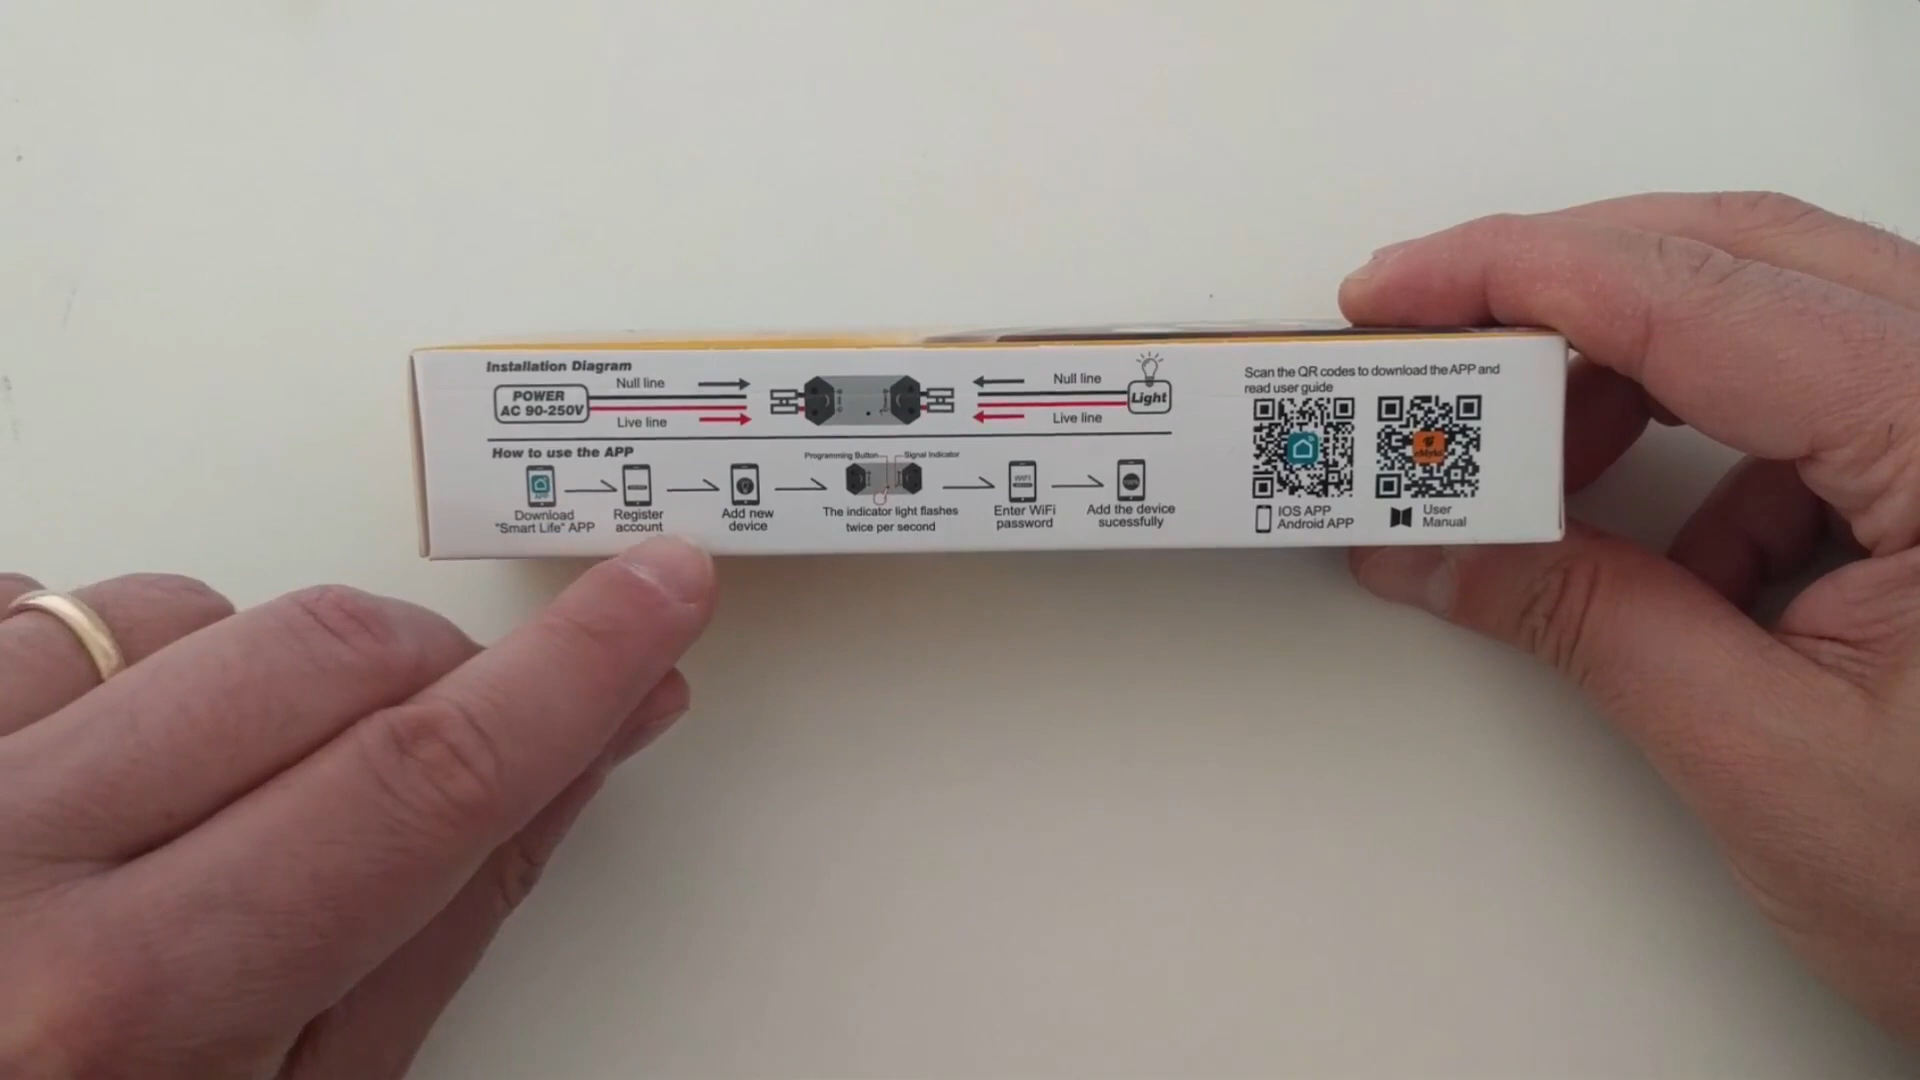 Installation Diagram
POWER
AC 90-250V
Null line
Live line
Null line
Live line
Light
How to use the APP
Programming Button
Signal Indicator
APP
WiFi
Download
"Smart Life" APP
Register
account
Add new
device
The indicator light flashes
twice per second
Enter WiFi
password
Add the device
sucessfully
Scan the QR codes to download the APP and
read user guide
IOS APP
Android APP
User
Manual